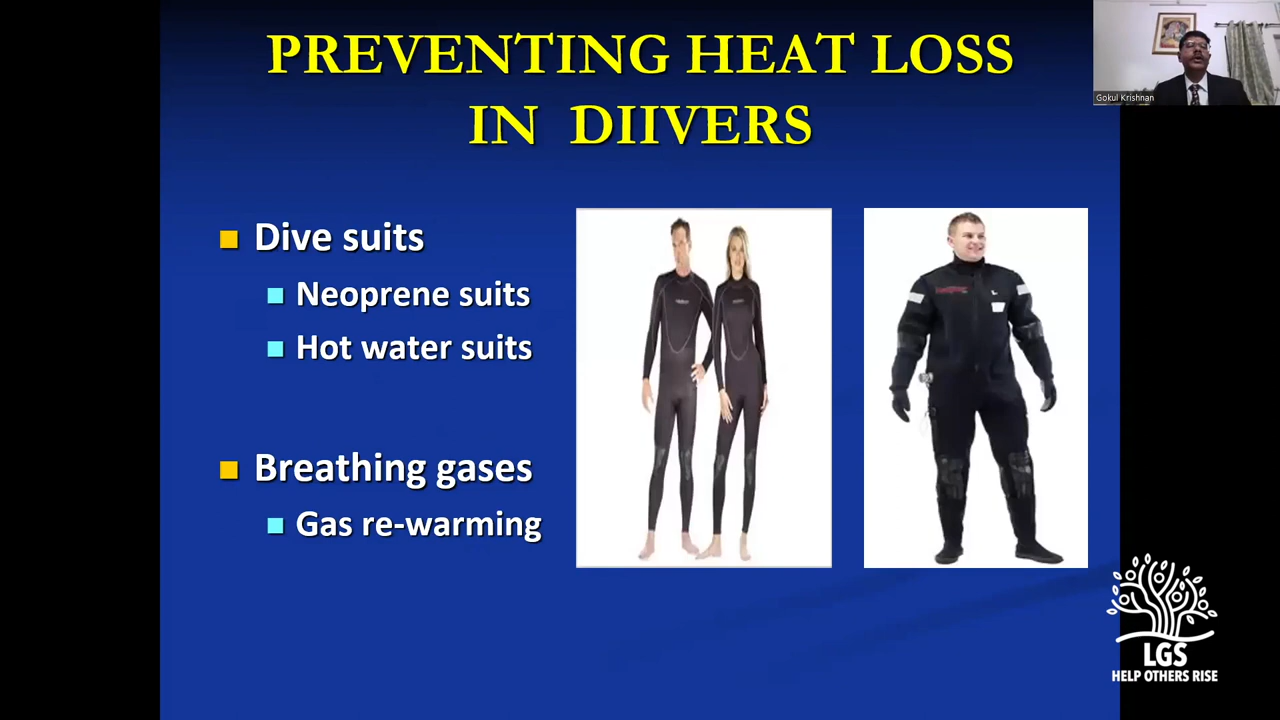 PREVENTING HEAT LOSS
IN DIIVERS
Gokul Krishnan
Dive suits
Neoprene suits
Hot water suits
Breathing gases
Gas re-warming
LGS
HELP OTHERS RISE